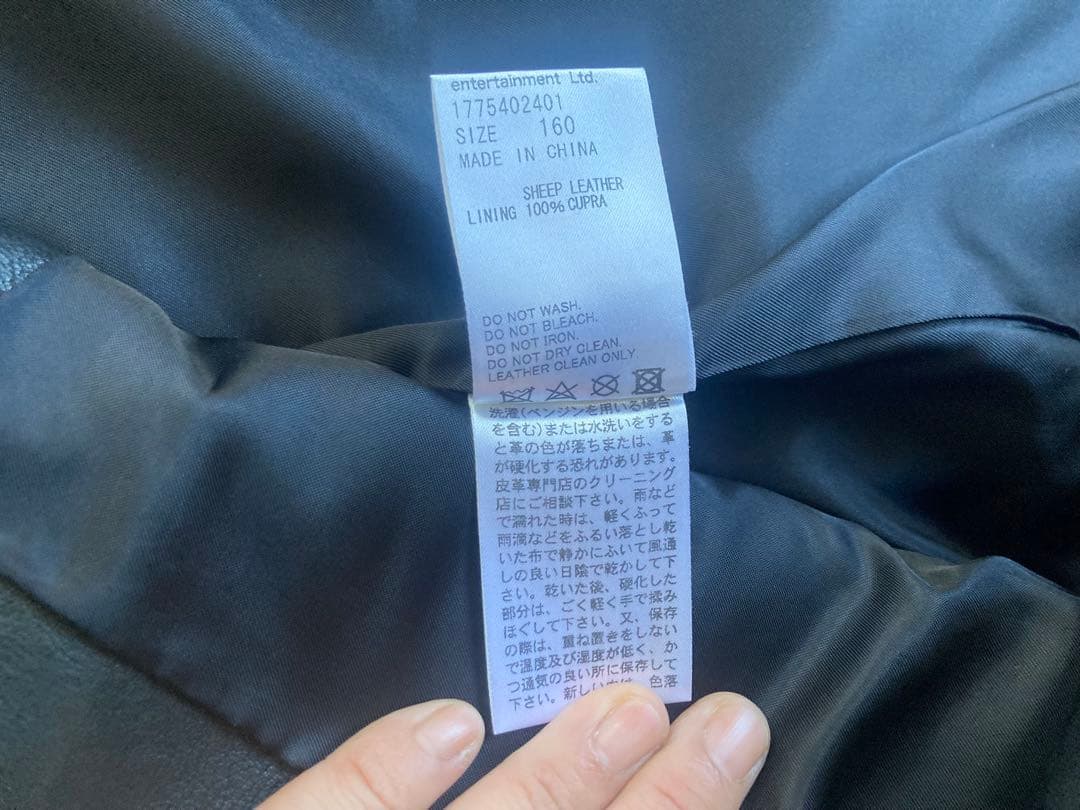 entertainment Ltd.
1775402401
SIZE 160
MADE IN CHINA
SHEEP LEATHER
LINING 100% CUPRA
DO NOT WASH.
DO NOT BLEACH.
DO NOT IRON.
DO NOT DRY CLEAN.
LEATHER CLEAN ONLY
洗濯(ベンジンを用いる場合
を含む)または水洗いをする
と革の色が落ちまたは、革
が硬化する恐れがあります。
皮革専門店のクリーニング
店にご相談下さい。雨など
で濡れた時は、軽くふって
雨滴などをふるい落とし乾
いた布で静かにふいて風通
しの良い日陰で乾かして下
さい。乾いた後、硬化した
部分は、ごく軽く手で揉み
ほぐして下さい。又、保存
の際は、重ね置きをしない
で温度及び湿度が低く、か
つ通気の良い所に保存して
下さい。新しい 色落